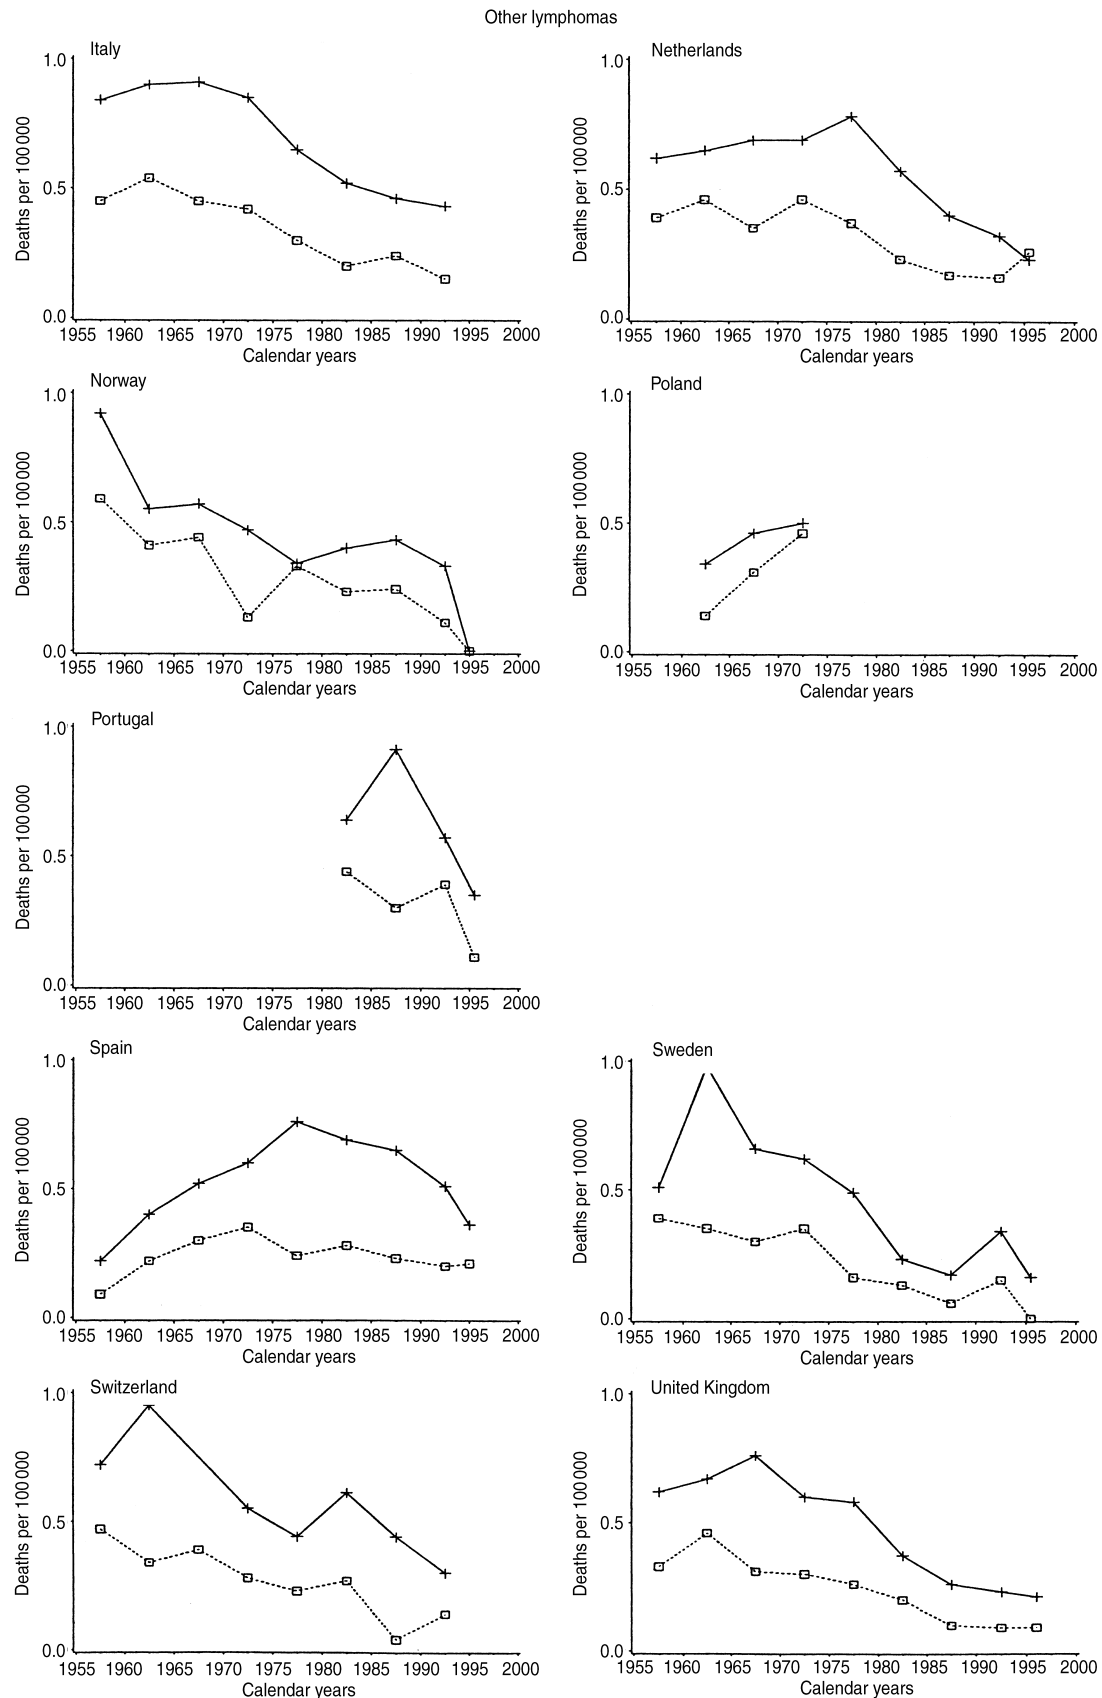 Other lymphomas
Italy
Deaths per 100 000
1.0
0.5
0.0
1955 1960 1965 1970 1975 1980 1985 1990 1995 2000
Calendar years
Netherlands
Deaths per 100 000
1.0
0.5
0.0
1955 1960 1965 1970 1975 1980 1985 1990 1995 2000
Calendar years
Norway
Deaths per 100 000
1.0
0.5
0.0
1955 1960 1965 1970 1975 1980 1985 1990 1995 2000
Calendar years
Poland
Deaths per 100 000
1.0
0.5
0.0
1955 1960 1965 1970 1975 1980 1985 1990 1995 2000
Calendar years
Portugal
Deaths per 100 000
1.0
0.5
0.0
1955 1960 1965 1970 1975 1980 1985 1990 1995 2000
Calendar years
Spain
Deaths per 100 000
1.0
0.5
0.0
1955 1960 1965 1970 1975 1980 1985 1990 1995 2000
Calendar years
Sweden
Deaths per 100 000
1.0
0.5
0.0
1955 1960 1965 1970 1975 1980 1985 1990 1995 2000
Calendar years
Switzerland
Deaths per 100 000
1.0
0.5
0.0
1955 1960 1965 1970 1975 1980 1985 1990 1995 2000
Calendar years
United Kingdom
Deaths per 100 000
1.0
0.5
0.0
1955 1960 1965 1970 1975 1980 1985 1990 1995 2000
Calendar years